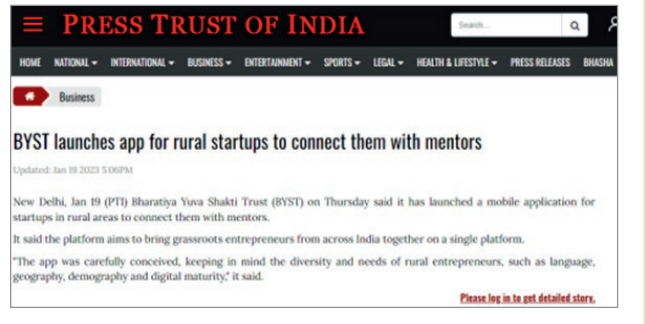 PRESS TRUST OF INDIA
Search...
HOME NATIONAL INTERNATIONAL BUSINESS ENTERTAINMENT SPORTS LEGAL HEALTH & LIFESTYLE PRESS RELEASES BHASHA
Business
BYST launches app for rural startups to connect them with mentors
Updated: Jan 19 2023 5:06PM
New Delhi, Jan 19 (PTI) Bharatiya Yuva Shakti Trust (BYST) on Thursday said it has launched a mobile application for
startups in rural areas to connect them with mentors.
It said the platform aims to bring grassroots entrepreneurs from across India together on a single platform.
"The app was carefully conceived, keeping in mind the diversity and needs of rural entrepreneurs, such as language,
geography, demography and digital maturity," it said.
Please log in to get detailed story.